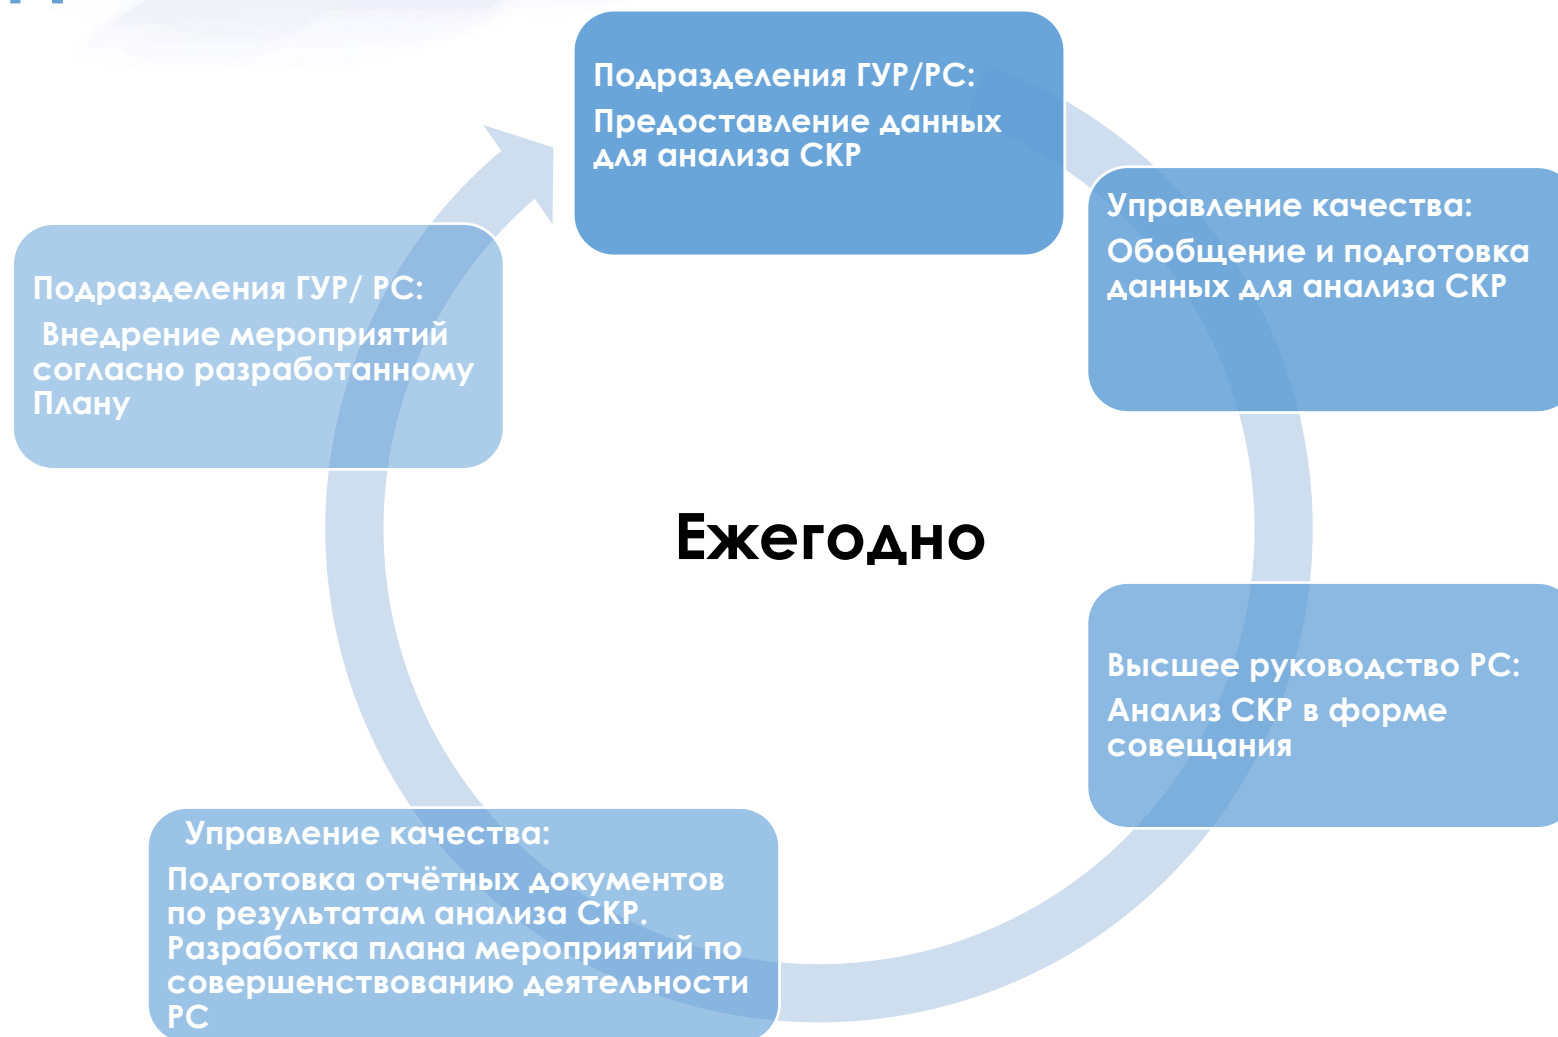 Подразделения ГУР/РС:
Предоставление данных
для анализа СКР
Управление качества:
Обобщение и подготовка
данных для анализа СКР
Высшее руководство РС:
Анализ СКР в форме
совещания
Управление качества:
Подготовка отчётных документов
по результатам анализа СКР.
Разработка плана мероприятий по
совершенствованию деятельности
РС
Подразделения ГУР/ РС:
Внедрение мероприятий
согласно разработанному
Плану
Ежегодно